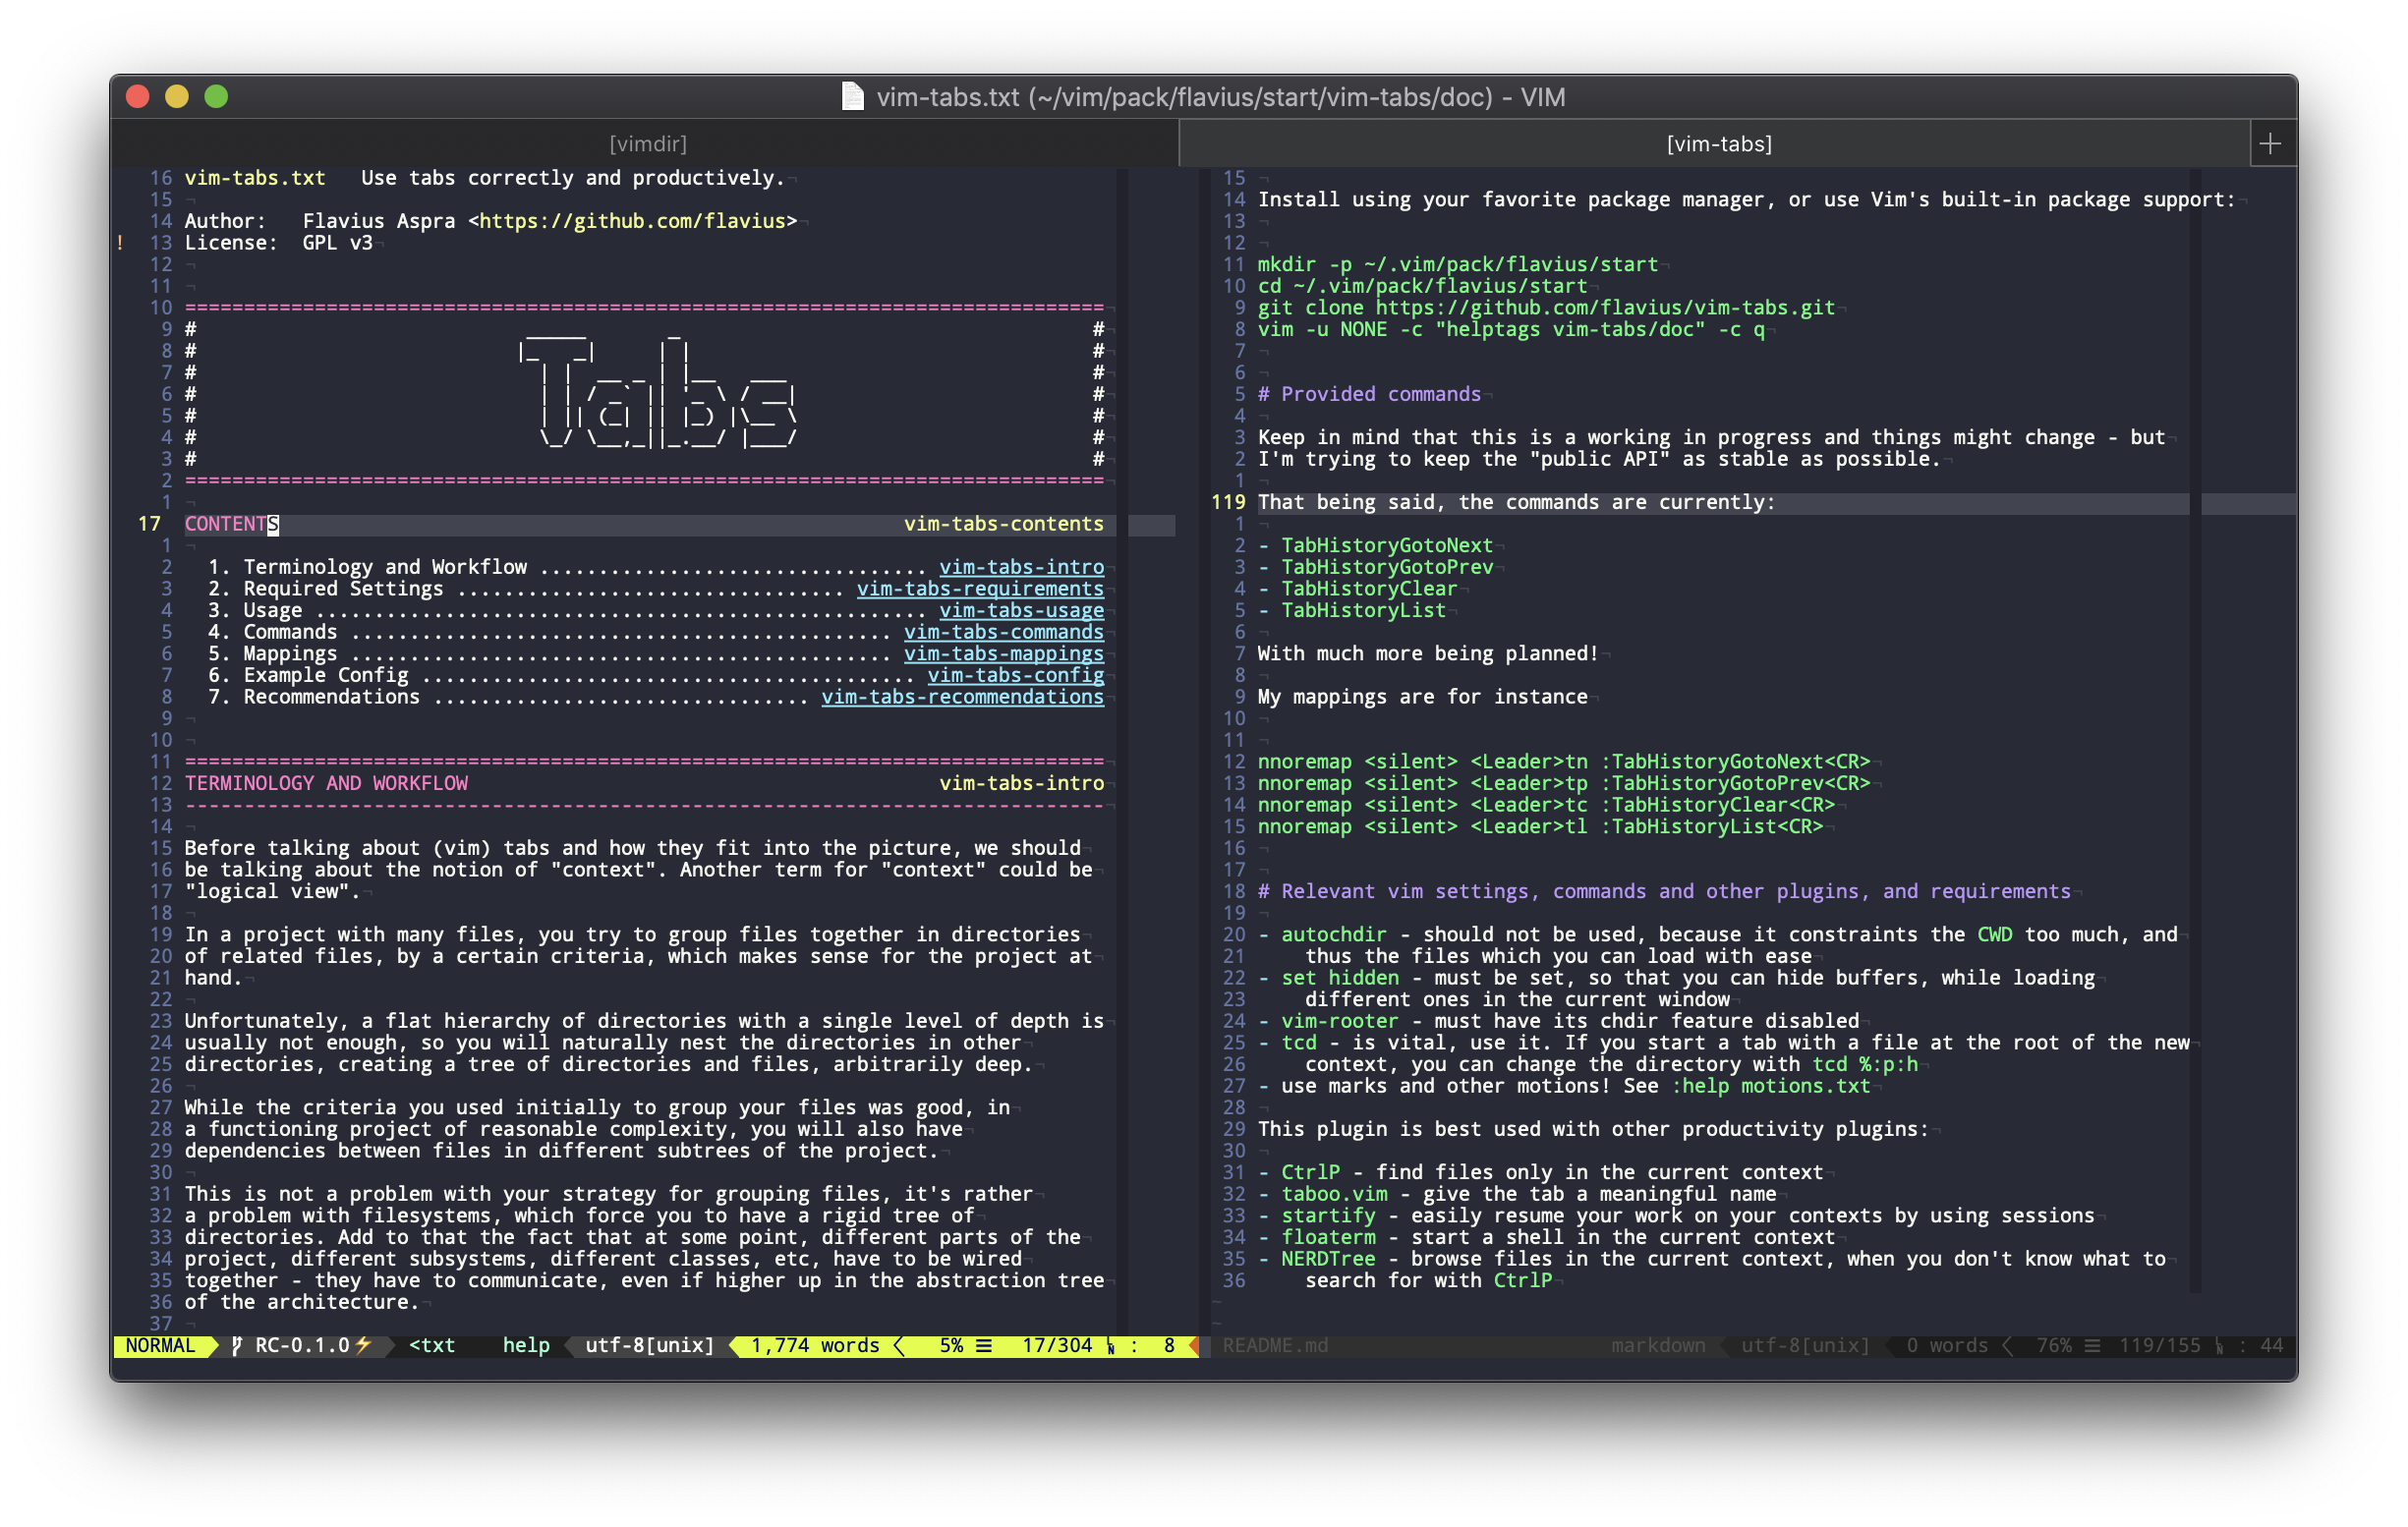 vim-tabs.txt (~/vim/pack/flavius/start/vim-tabs/doc) - VIM
[vimdir]
[vim-tabs]
16 vim-tabs.txt   Use tabs correctly and productively.¬
15 ¬
14 Author:   Flavius Aspra <https://github.com/flavius>¬
! 13 License:  GPL v3¬
12 ¬
11 ¬
10 ==============================================================================¬
9 #                            _____       _                                   #¬
8 #                           |_   _|     | |                                  #¬
7 #                             | |  __ _ | |__   ___                         #¬
6 #                             | | / _` || '_ \ / __|                        #¬
5 #                             | || (_| || |_) |\__ \                        #¬
4 #                             \_/ \__,_||_.__/ |___/                        #¬
3 #                                                                            #¬
2 ==============================================================================¬
1 ¬
17 CONTENTS                                                     vim-tabs-contents
1 ¬
2   1. Terminology and Workflow ................................. vim-tabs-intro¬
3   2. Required Settings ................................. vim-tabs-requirements¬
4   3. Usage .................................................... vim-tabs-usage¬
5   4. Commands .............................................. vim-tabs-commands¬
6   5. Mappings .............................................. vim-tabs-mappings¬
7   6. Example Config .......................................... vim-tabs-config¬
8   7. Recommendations ................................ vim-tabs-recommendations¬
9 ¬
10 ¬
11 ==============================================================================¬
12 TERMINOLOGY AND WORKFLOW                                        vim-tabs-intro¬
13 ------------------------------------------------------------------------------¬
14 ¬
15 Before talking about (vim) tabs and how they fit into the picture, we should¬
16 be talking about the notion of "context". Another term for "context" could be¬
17 "logical view".¬
18 ¬
19 In a project with many files, you try to group files together in directories¬
20 of related files, by a certain criteria, which makes sense for the project at¬
21 hand.¬
22 ¬
23 Unfortunately, a flat hierarchy of directories with a single level of depth is¬
24 usually not enough, so you will naturally nest the directories in other¬
25 directories, creating a tree of directories and files, arbitrarily deep.¬
26 ¬
27 While the criteria you used initially to group your files was good, in¬
28 a functioning project of reasonable complexity, you will also have¬
29 dependencies between files in different subtrees of the project.¬
30 ¬
31 This is not a problem with your strategy for grouping files, it's rather¬
32 a problem with filesystems, which force you to have a rigid tree of¬
33 directories. Add to that the fact that at some point, different parts of the¬
34 project, different subsystems, different classes, etc, have to be wired¬
35 together - they have to communicate, even if higher up in the abstraction tree¬
36 of the architecture.¬
37 ¬
NORMAL RC-0.1.0⚡ <txt help utf-8[unix] 1,774 words 5% ☰ 17/304 : 8
15 ¬
14 Install using your favorite package manager, or use Vim's built-in package support:¬
13 ¬
12 ¬
11 mkdir -p ~/.vim/pack/flavius/start¬
10 cd ~/.vim/pack/flavius/start¬
9 git clone https://github.com/flavius/vim-tabs.git¬
8 vim -u NONE -c "helptags vim-tabs/doc" -c q¬
7 ¬
6 ¬
5 # Provided commands¬
4 ¬
3 Keep in mind that this is a working in progress and things might change - but¬
2 I'm trying to keep the "public API" as stable as possible.¬
1 ¬
119 That being said, the commands are currently:
1 ¬
2 - TabHistoryGotoNext¬
3 - TabHistoryGotoPrev¬
4 - TabHistoryClear¬
5 - TabHistoryList¬
6 ¬
7 With much more being planned!¬
8 ¬
9 My mappings are for instance¬
10 ¬
11 ¬
12 nnoremap <silent> <Leader>tn :TabHistoryGotoNext<CR>¬
13 nnoremap <silent> <Leader>tp :TabHistoryGotoPrev<CR>¬
14 nnoremap <silent> <Leader>tc :TabHistoryClear<CR>¬
15 nnoremap <silent> <Leader>tl :TabHistoryList<CR>¬
16 ¬
17 ¬
18 # Relevant vim settings, commands and other plugins, and requirements¬
19 ¬
20 - autochdir - should not be used, because it constraints the CWD too much, and¬
21     thus the files which you can load with ease¬
22 - set hidden - must be set, so that you can hide buffers, while loading¬
23     different ones in the current window¬
24 - vim-rooter - must have its chdir feature disabled¬
25 - tcd - is vital, use it. If you start a tab with a file at the root of the new¬
26     context, you can change the directory with tcd %:p:h¬
27 - use marks and other motions! See :help motions.txt¬
28 ¬
29 This plugin is best used with other productivity plugins:¬
30 ¬
31 - CtrlP - find files only in the current context¬
32 - taboo.vim - give the tab a meaningful name¬
33 - startify - easily resume your work on your contexts by using sessions¬
34 - floaterm - start a shell in the current context¬
35 - NERDTree - browse files in the current context, when you don't know what to¬
36     search for with CtrlP¬
~
~
README.md markdown utf-8[unix] 0 words 76% ☰ 119/155 : 44